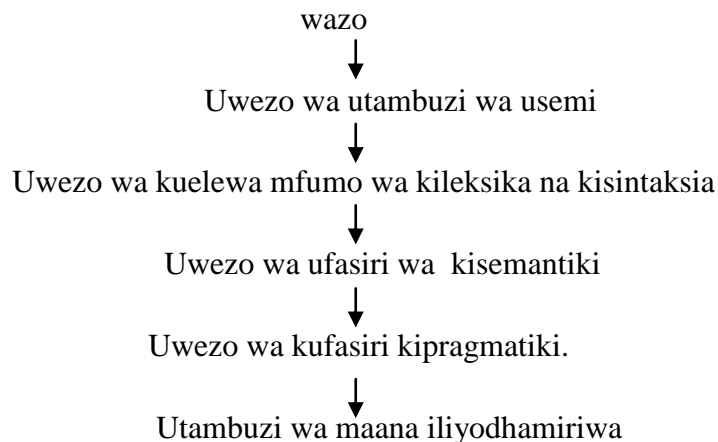 wazo
Uwezo wa utambuzi wa usemi
Uwezo wa kuelewa mfumo wa kileksika na kisintaksia
Uwezo wa ufasiri wa kisemantiki
Uwezo wa kufasiri kipragmatiki.
Utambuzi wa maana iliyodhamiriwa